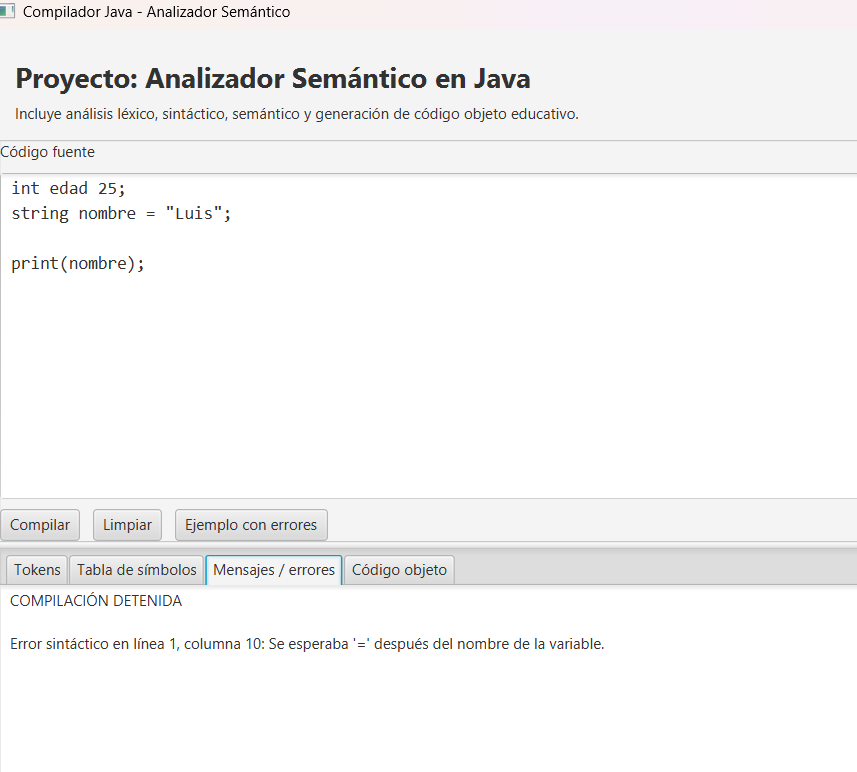 Compilador Java - Analizador Semántico
Proyecto: Analizador Semántico en Java
Incluye análisis léxico, sintáctico, semántico y generación de código objeto educativo.
Código fuente
int edad 25;
string nombre = "Luis";
print(nombre);
Compilar Limpiar Ejemplo con errores
Tokens Tabla de símbolos Mensajes / errores Código objeto
COMPILACIÓN DETENIDA
Error sintáctico en línea 1, columna 10: Se esperaba '=' después del nombre de la variable.